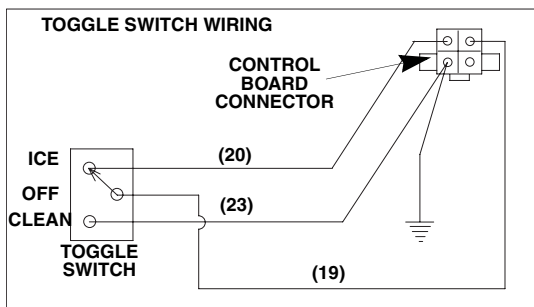 TOGGLE SWITCH WIRING
CONTROL
BOARD
CONNECTOR
ICE
(20)
OFF
(23)
CLEAN
TOGGLE
SWITCH
(19)